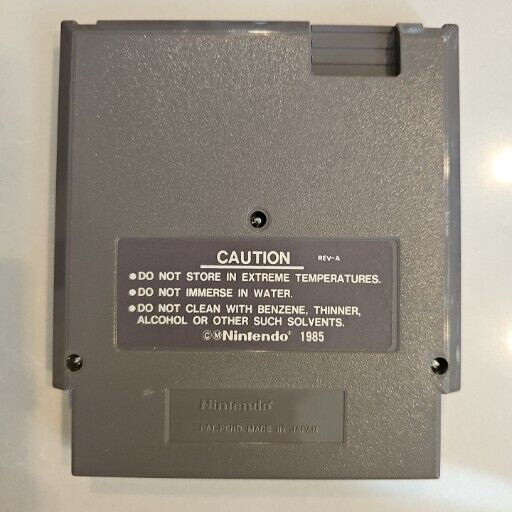 CAUTION REV-A
●DO NOT STORE IN EXTREME TEMPERATURES.
●DO NOT IMMERSE IN WATER.
●DO NOT CLEAN WITH BENZENE, THINNER,
ALCOHOL OR OTHER SUCH SOLVENTS.
©ⓂNintendo® 1985
Nintendo®
PAT. PEND. MADE IN JAPAN